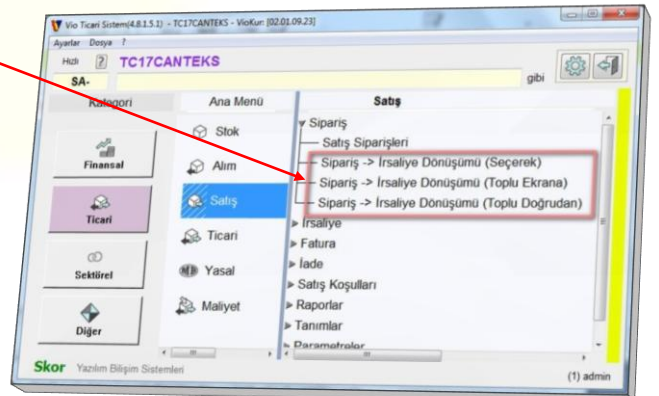 Vio Ticari Sistem(4.8.1.5.1) - TC17CANTEKS - VioKur: [02.01.09.23]
Ayarlar Dosya ?
Hızlı ? TC17CANTEKS
SA- gibi
Kategori Ana Menü Satış
Finansal
Ticari
Sektürel
Diğer
Stok
Alım
Satış
Ticari
Yasal
Maliyet
Sipariş
Satış Siparişleri
Sipariş -> İrsaliye Dönüşümü (Seçerek)
Sipariş -> İrsaliye Dönüşümü (Toplu Ekrana)
Sipariş -> İrsaliye Dönüşümü (Toplu Doğrudan)
İrsaliye
Fatura
İade
Satış Koşulları
Raporlar
Tanımlar
Parametreler
Skor Yazılım Bilişim Sistemleri (1) admin